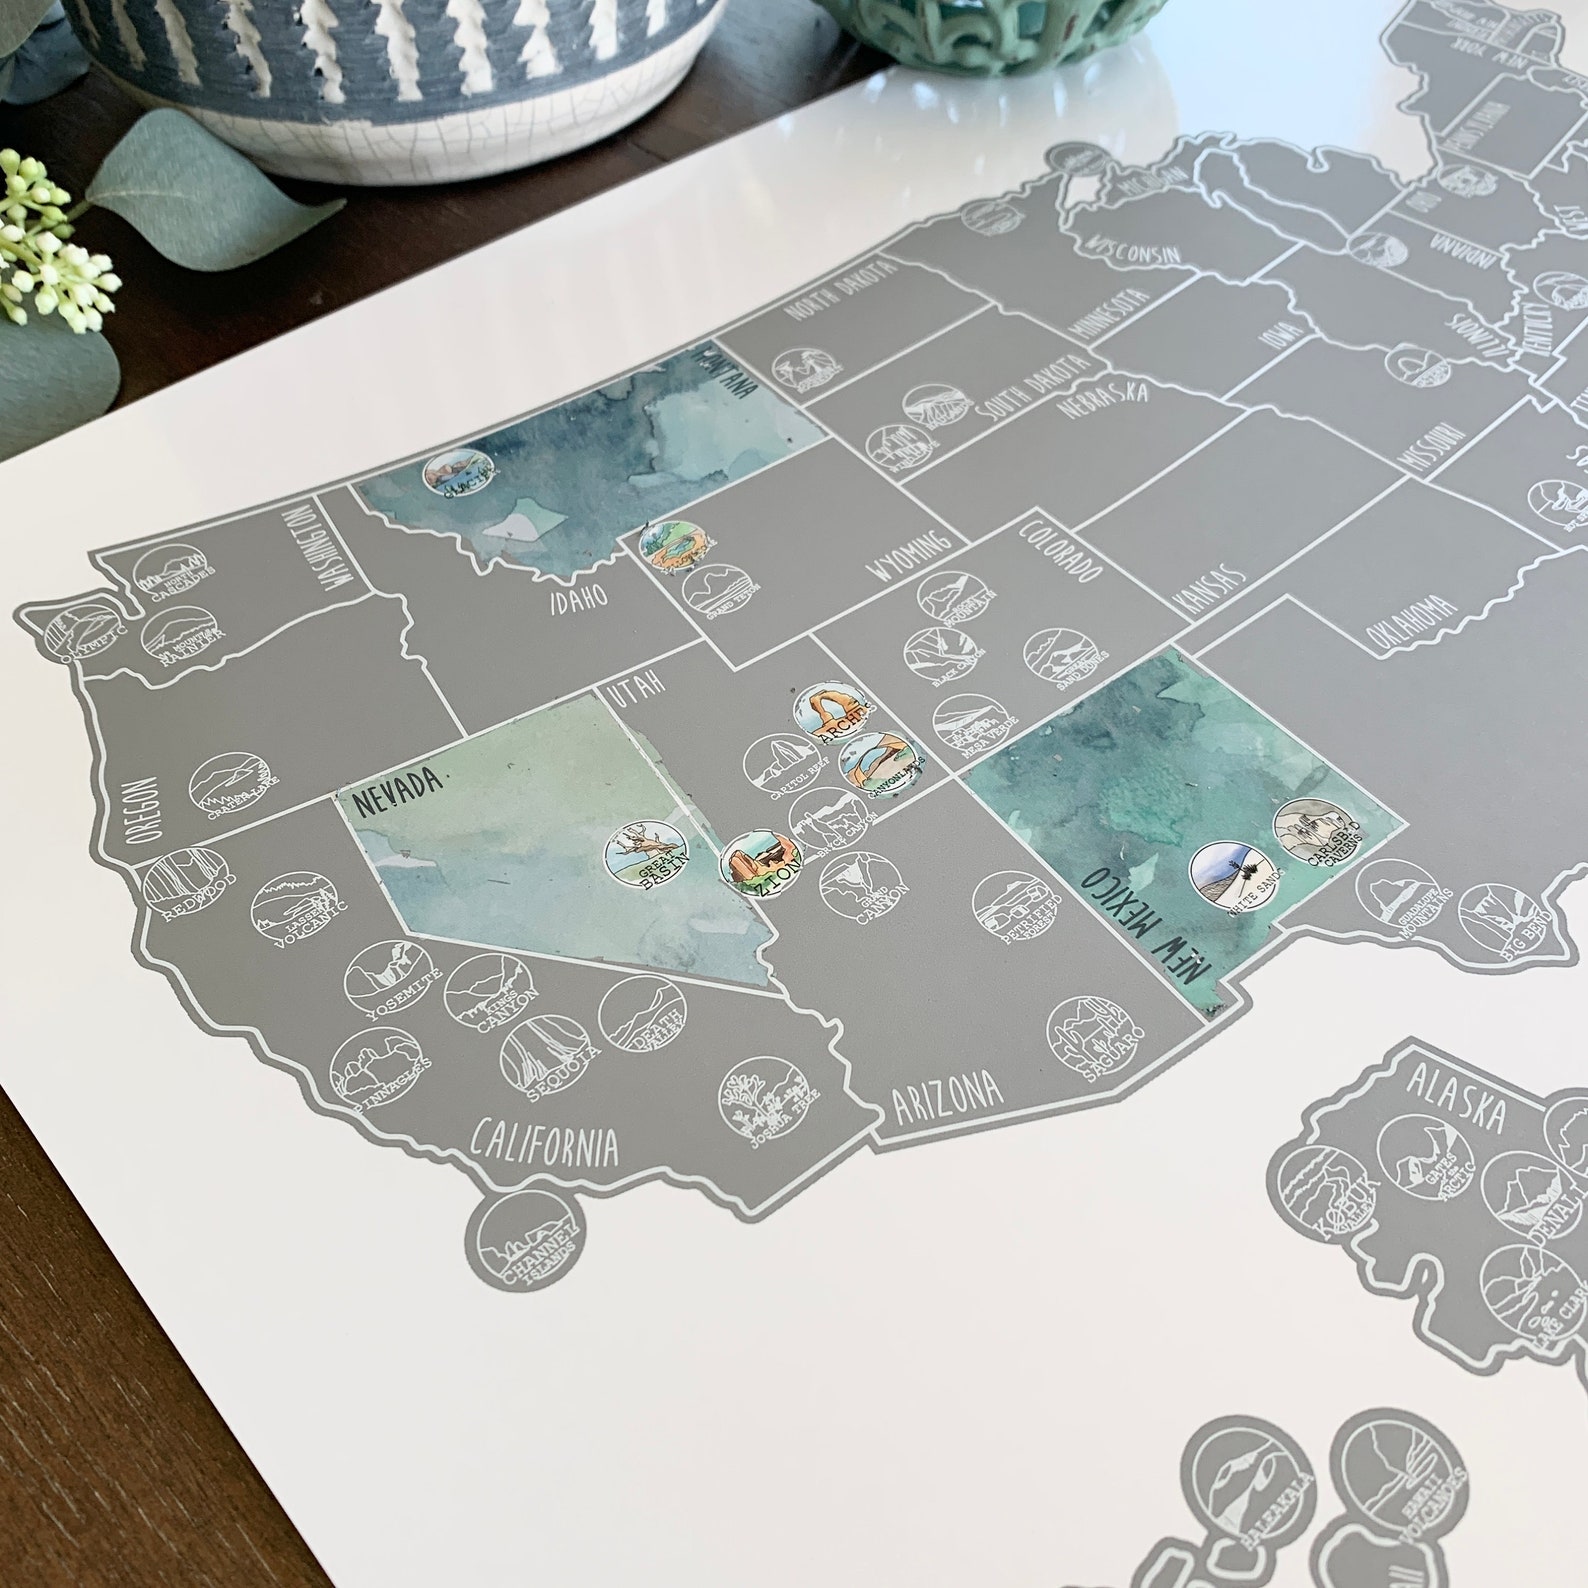 NEW YORK
MICHIGAN
OHIO
INDIANA
WISCONSIN
NORTH DAKOTA
MINNESOTA
IOWA
ILLINOIS
KENTUCKY
MONTANA
SOUTH DAKOTA
NEBRASKA
MISSOURI
BADLANDS
GLACIER
WASHINGTON
NORTH
CASCADES
OLYMPIC
MOUNT
RAINIER
IDAHO
GRAND TETON
WYOMING
COLORADO
KANSAS
OKLAHOMA
ROCKY
MOUNTAIN
BLACK CANYON
GREAT
SAND DUNES
MESA VERDE
UTAH
ARCHES
CANYONLANDS
CAPITOL REEF
BRYCE CANYON
ZION
GRAND
CANYON
PETRIFIED
FOREST
OREGON
CRATER LAKE
NEVADA
GREAT
BASIN
NEW MEXICO
WHITE SANDS
CARLSBAD
CAVERNS
GUADALUPE
MOUNTAINS
BIG BEND
REDWOOD
LASSEN
VOLCANIC
YOSEMITE
KINGS
CANYON
PINNACLES
SEQUOIA
DEATH
VALLEY
JOSHUA TREE
CALIFORNIA
CHANNEL
ISLANDS
ARIZONA
SAGUARO
ALASKA
KOBUK
VALLEY
GATES
of the
ARCTIC
DENALI
LAKE CLARK
HALEAKALA
HAWAII
VOLCANOES